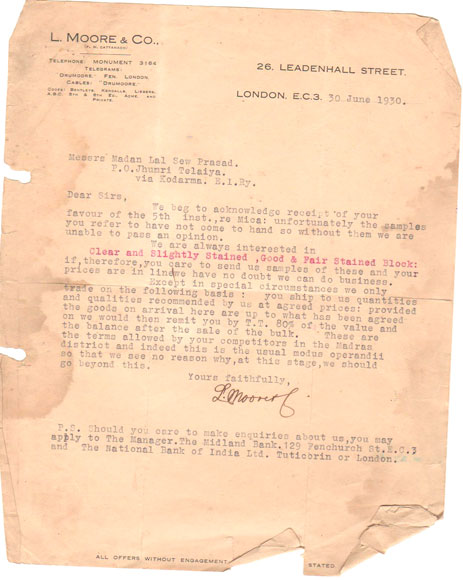 L. MOORE & CO.,
TELEPHONE: MONUMENT 3184
TELEGRAMS:
DRUMOORE, FEN, LONDON.
CABLES: "DRUMOORE."
CODES: BENTLEYS, KENDALLS, LIEBERS,
A.B.C. 5TH & 6TH ED., ACME AND
PRIVATE.
26, LEADENHALL STREET,
LONDON, E.C.3. 30 June 1930.
Messrs Madan Lal Sew Prasad.
P.O.Jhumri Telaiya.
via Kodarma. E.I.Ry.
Dear Sirs,
We beg to acknowledge receipt of your
favour of the 5th inst.,re Mica: unfortunately the samples
you refer to have not come to hand so without them we are
unable to pass an opinion.
We are always interested in
Clear and Slightly Stained ,Good & Fair Stained Block:
if,therefore,you care to send us samples of these and your
prices are in line we have no doubt we can do business.
Except in special circumstances we only
trade on the following basis : you ship to us quantities
and qualities recommended by us at agreed prices: provided
the goods on arrival here are up to what has been agreed
on we would then remit you by T.T. 80% of the value and
the balance after the sale of the bulk. These are
the terms allowed by your competitors in the Madras
district and indeed this is the usual modus operandii
so that we see no reason why,at this stage,we should
go beyond this.
Yours faithfully,
L. Moore & Co
P.S. Should you care to make enquiries about us,you may
apply to The Manager.The Midland Bank.129 Fenchurch St.E.C.3
and The National Bank of India Ltd. Tuticorin or London.
ALL OFFERS WITHOUT ENGAGEMENT
STATED